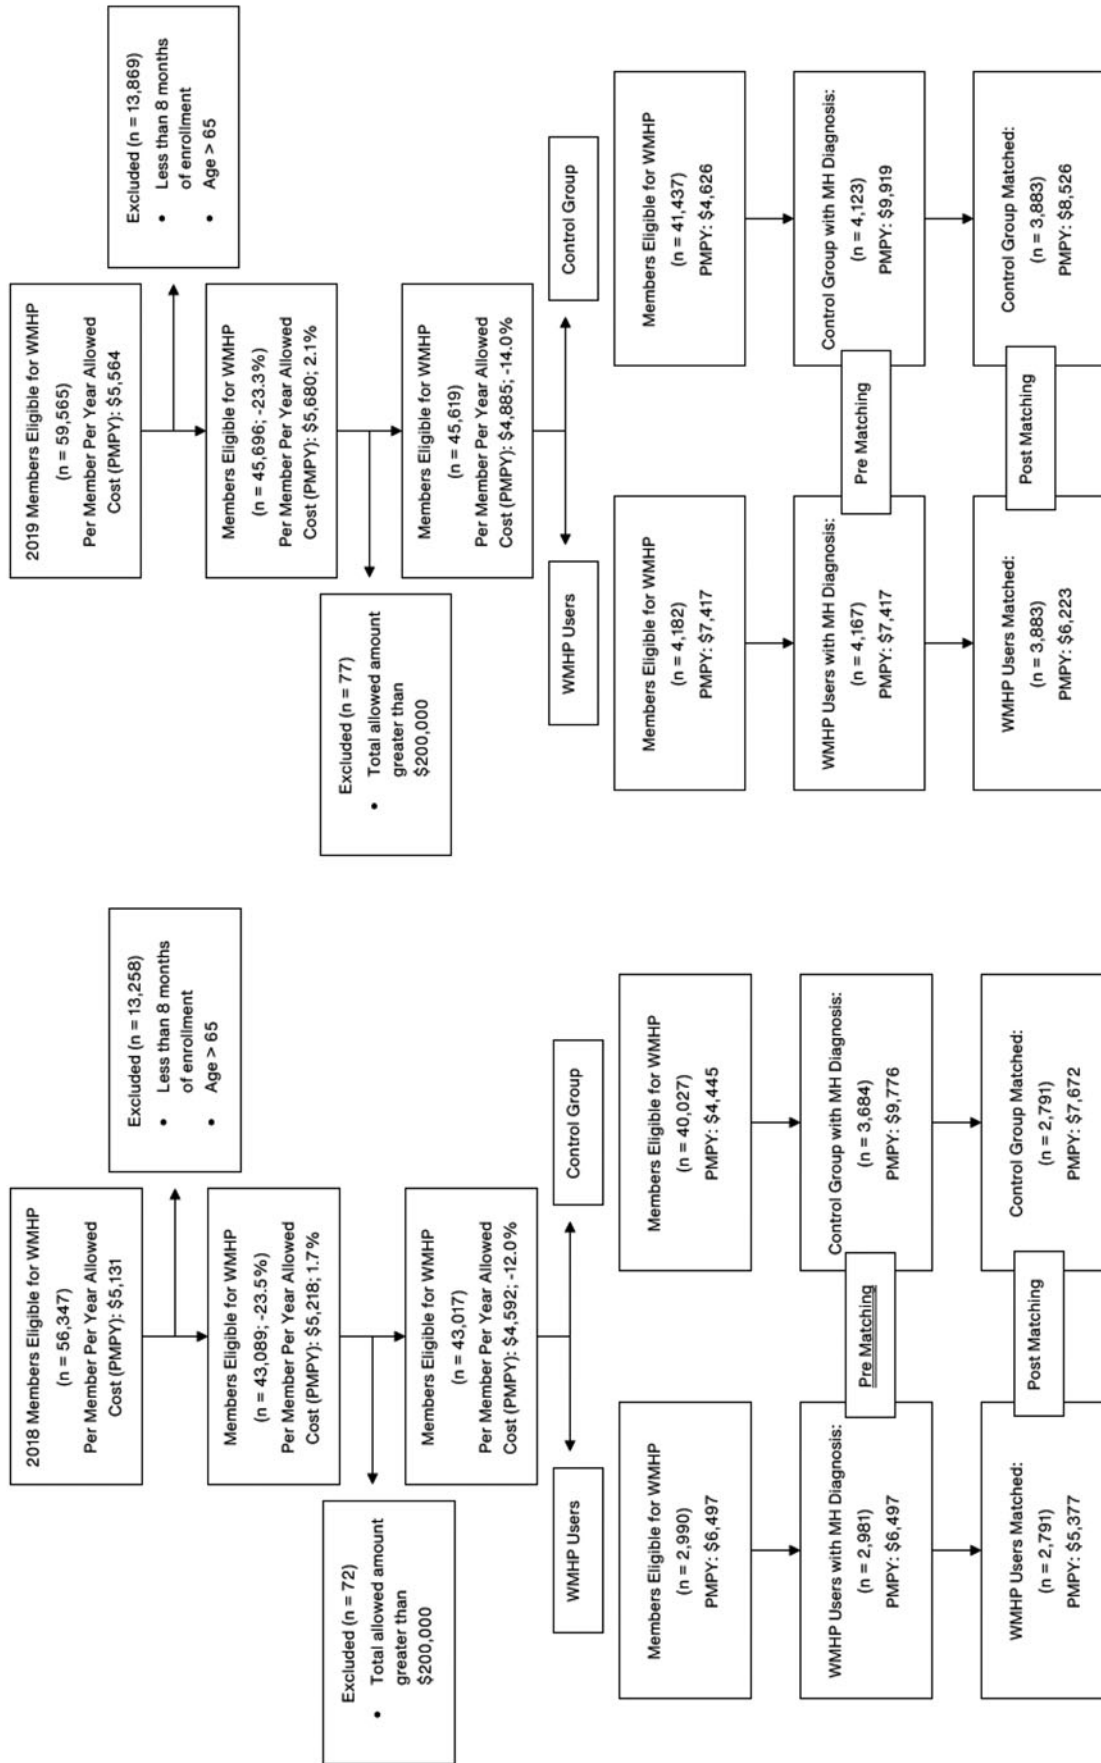 2018 Members Eligible for WMHP
(n = 56,347)
Per Member Per Year Allowed
Cost (PMPY): $5,131
Excluded (n = 13,258)
• Less than 8 months
of enrollment
• Age > 65
Members Eligible for WMHP
(n = 43,089; -23.5%)
Per Member Per Year Allowed
Cost (PMPY): $5,218; 1.7%
Excluded (n = 72)
• Total allowed amount
greater than
$200,000
Members Eligible for WMHP
(n = 43,017)
Per Member Per Year Allowed
Cost (PMPY): $4,592; -12.0%
WMHP Users
Control Group
Members Eligible for WMHP
(n = 2,990)
PMPY: $6,497
Members Eligible for WMHP
(n = 40,027)
PMPY: $4,445
WMHP Users with MH Diagnosis:
(n = 2,981)
PMPY: $6,497
Pre Matching
Control Group with MH Diagnosis:
(n = 3,684)
PMPY: $9,776
WMHP Users Matched:
(n = 2,791)
PMPY: $5,377
Post Matching
Control Group Matched:
(n = 2,791)
PMPY: $7,672
2019 Members Eligible for WMHP
(n = 59,565)
Per Member Per Year Allowed
Cost (PMPY): $5,564
Excluded (n = 13,869)
• Less than 8 months
of enrollment
• Age > 65
Members Eligible for WMHP
(n = 45,696; -23.3%)
Per Member Per Year Allowed
Cost (PMPY): $5,680; 2.1%
Excluded (n = 77)
• Total allowed amount
greater than
$200,000
Members Eligible for WMHP
(n = 45,619)
Per Member Per Year Allowed
Cost (PMPY): $4,885; -14.0%
WMHP Users
Control Group
Members Eligible for WMHP
(n = 4,182)
PMPY: $7,417
Members Eligible for WMHP
(n = 41,437)
PMPY: $4,626
WMHP Users with MH Diagnosis:
(n = 4,167)
PMPY: $7,417
Pre Matching
Control Group with MH Diagnosis:
(n = 4,123)
PMPY: $9,919
WMHP Users Matched:
(n = 3,883)
PMPY: $6,223
Post Matching
Control Group Matched:
(n = 3,883)
PMPY: $8,526